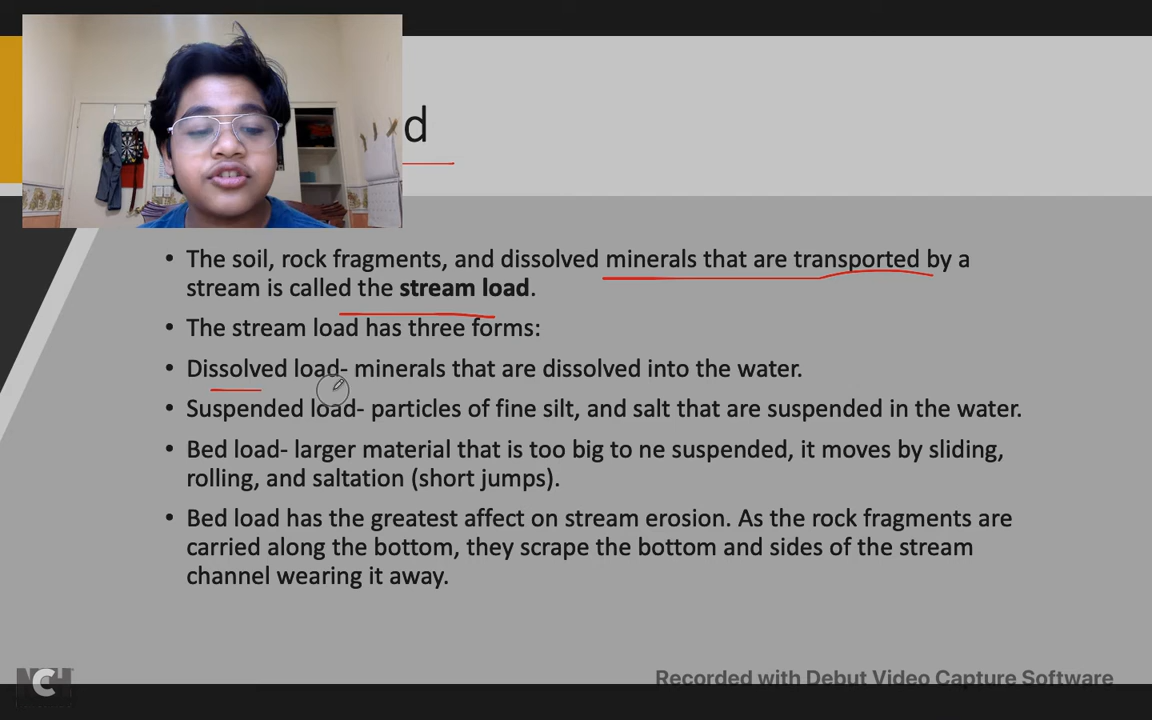 d
The soil, rock fragments, and dissolved minerals that are transported by a
stream is called the stream load.
The stream load has three forms:
Dissolved load- minerals that are dissolved into the water.
Suspended load- particles of fine silt, and salt that are suspended in the water.
Bed load- larger material that is too big to ne suspended, it moves by sliding,
rolling, and saltation (short jumps).
Bed load has the greatest affect on stream erosion. As the rock fragments are
carried along the bottom, they scrape the bottom and sides of the stream
channel wearing it away.
NCH
Recorded with Debut Video Capture Software